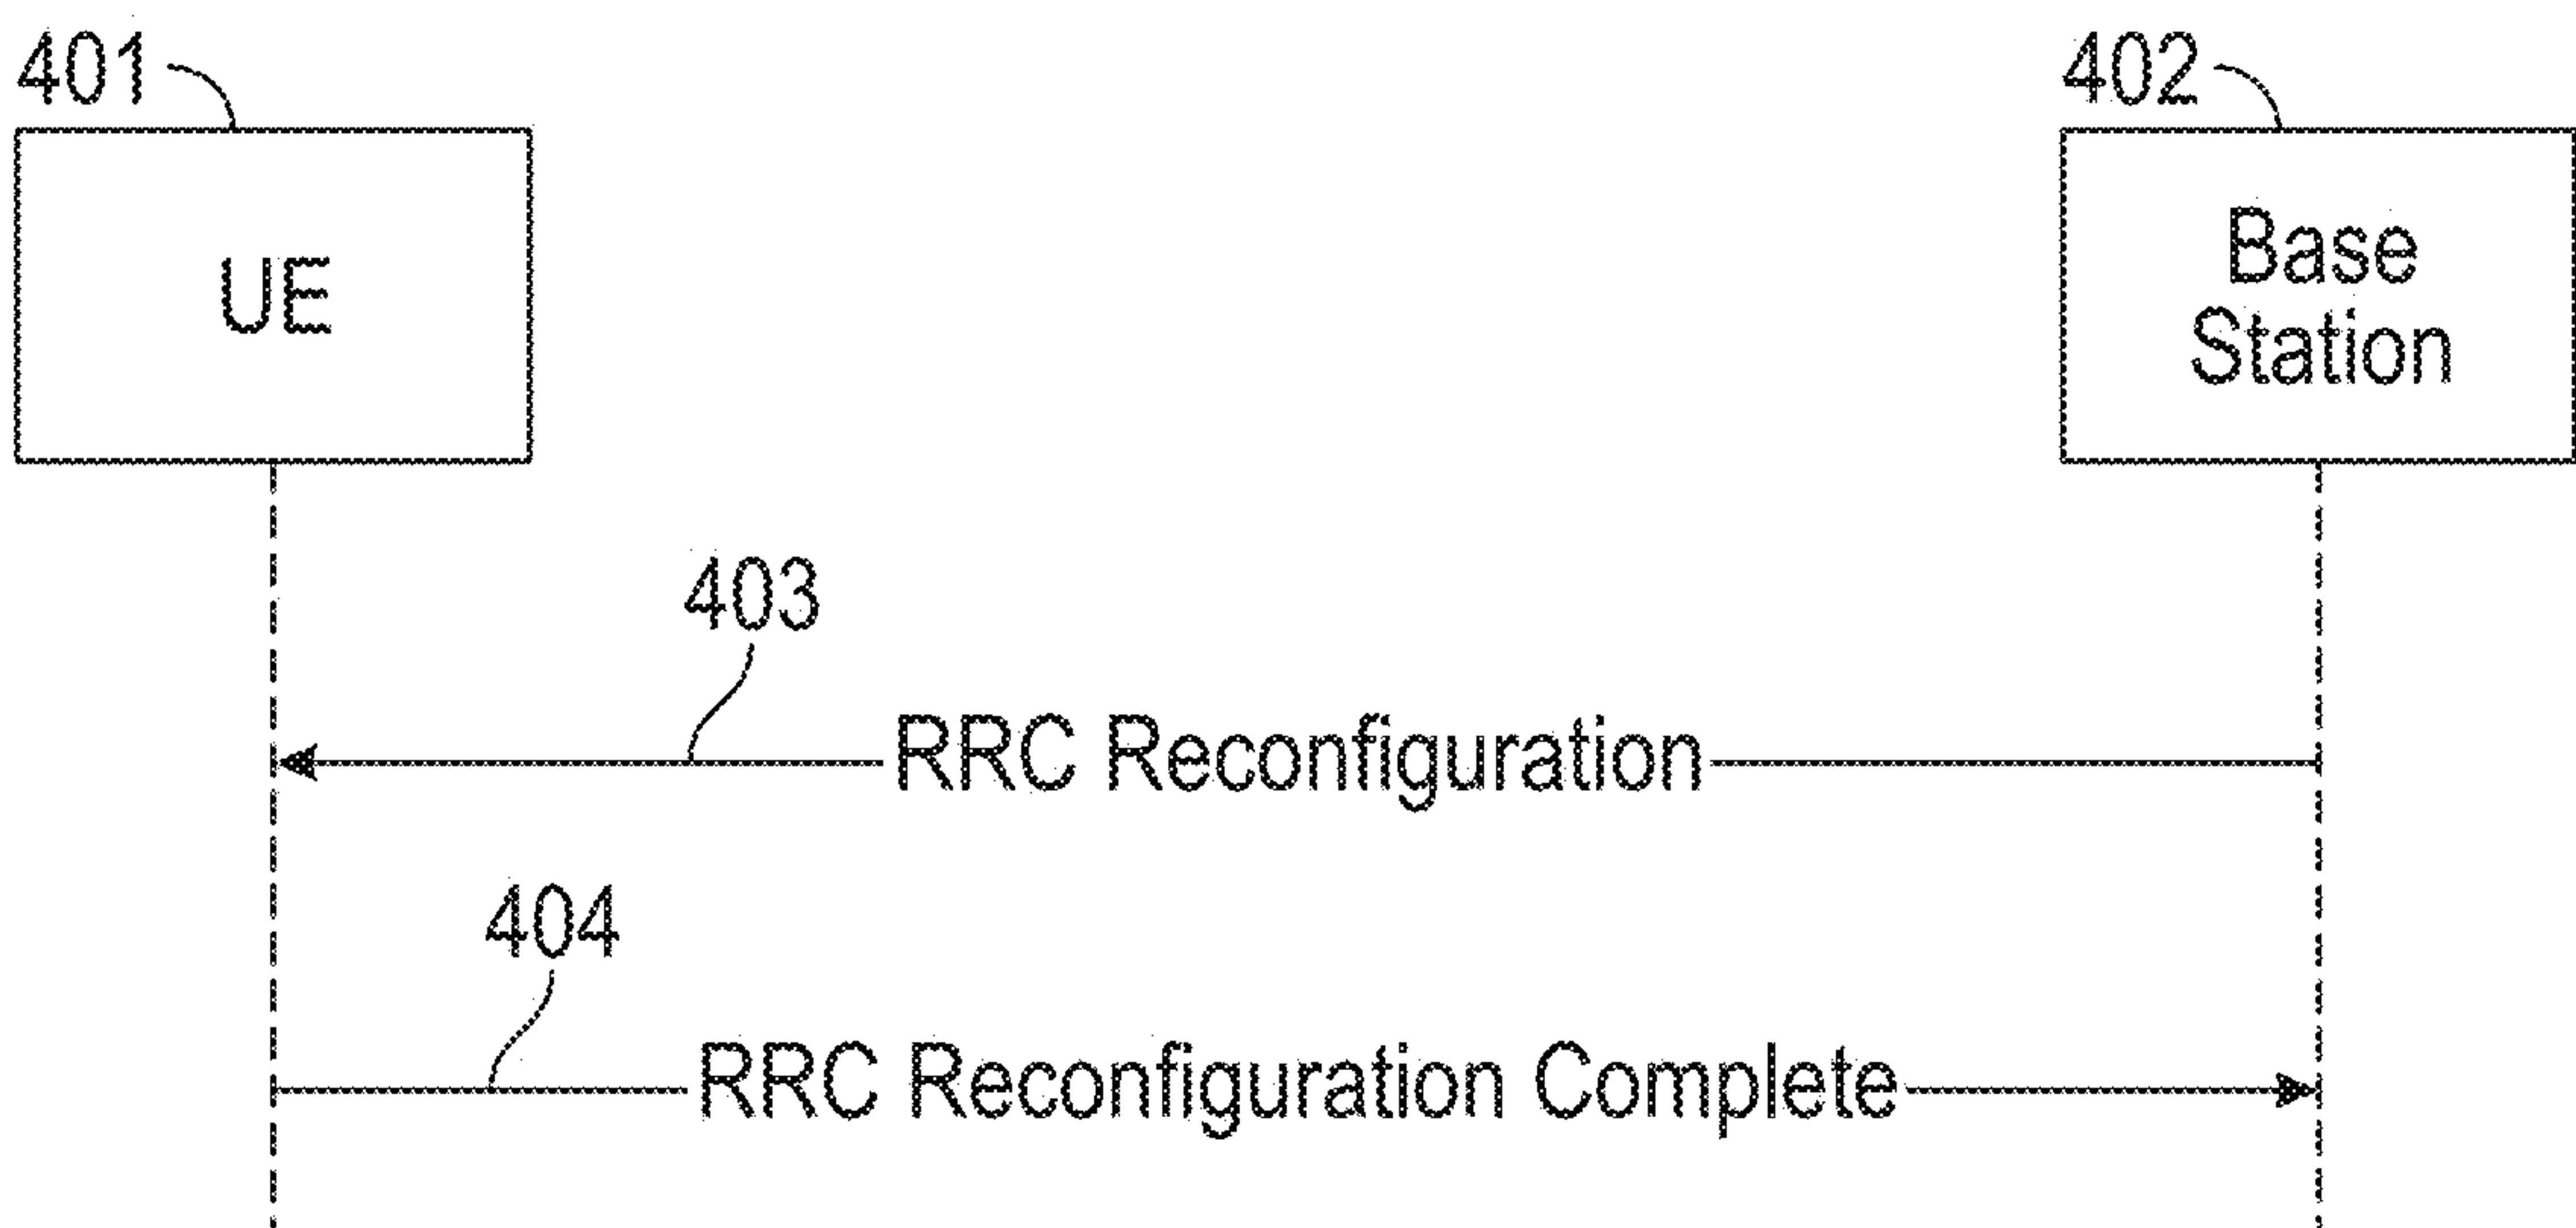 401
402
UE
Base
Station
403
RRC Reconfiguration
404
RRC Reconfiguration Complete